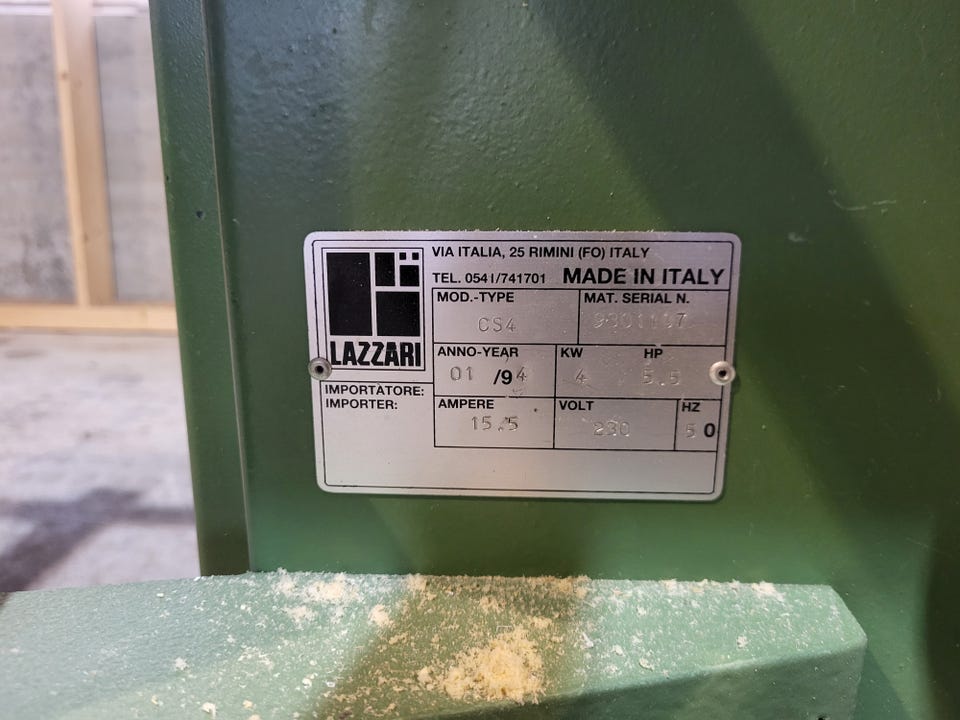 VIA ITALIA, 25 RIMINI (FO) ITALY
TEL. 0541/741701 MADE IN ITALY
LAZZARI
MOD.-TYPE
CS4
MAT. SERIAL N.
ANNO-YEAR
01 /94
KW
4
HP
5.5
IMPORTATORE:
IMPORTER:
AMPERE
15.5
VOLT
230
HZ
50